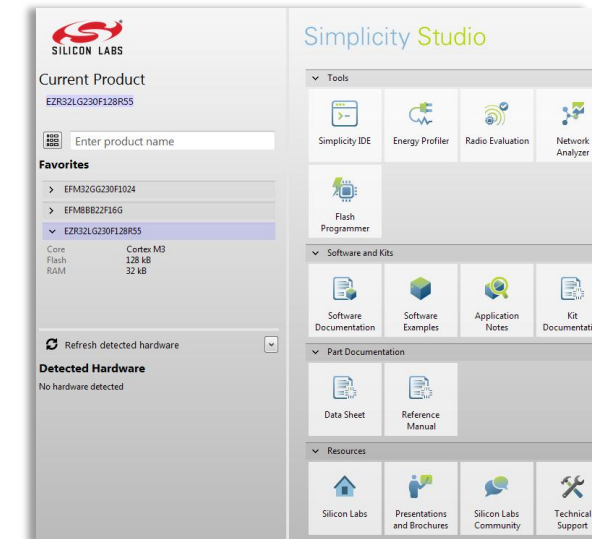 SILICON LABS
Current Product
EZR32LG230F128R55
Enter product name
Favorites
EFM32GG230F1024
EFM8BB22F16G
EZR32LG230F128R55
Core Cortex M3
Flash 128 kB
RAM 32 kB
Refresh detected hardware
Detected Hardware
No hardware detected
Simplicity Studio
Tools
Simplicity IDE
Energy Profiler
Radio Evaluation
Network
Analyzer
Flash
Programmer
Software and Kits
Software
Documentation
Software
Examples
Application
Notes
Kit
Documentati
Part Documentation
Data Sheet
Reference
Manual
Resources
Silicon Labs
Presentations
and Brochures
Silicon Labs
Community
Technical
Support